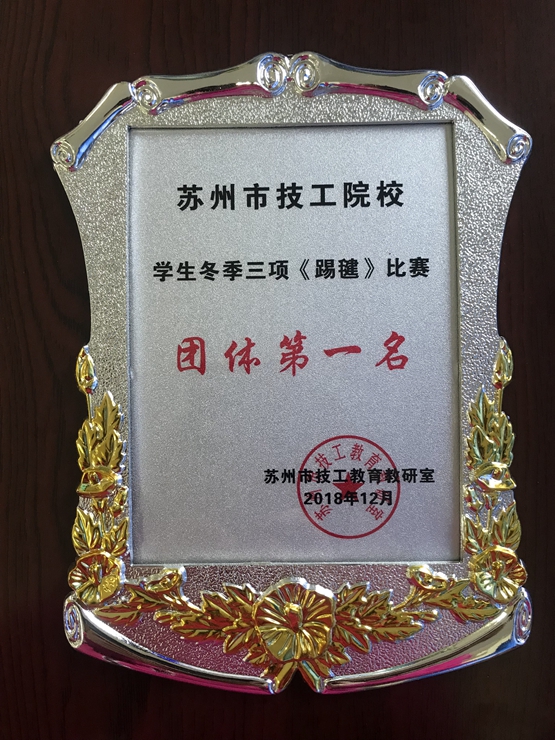 苏州市技工院校
学生冬季三项《踢毽》比赛
团体第一名
苏州市技工教育教研室
2018年12月